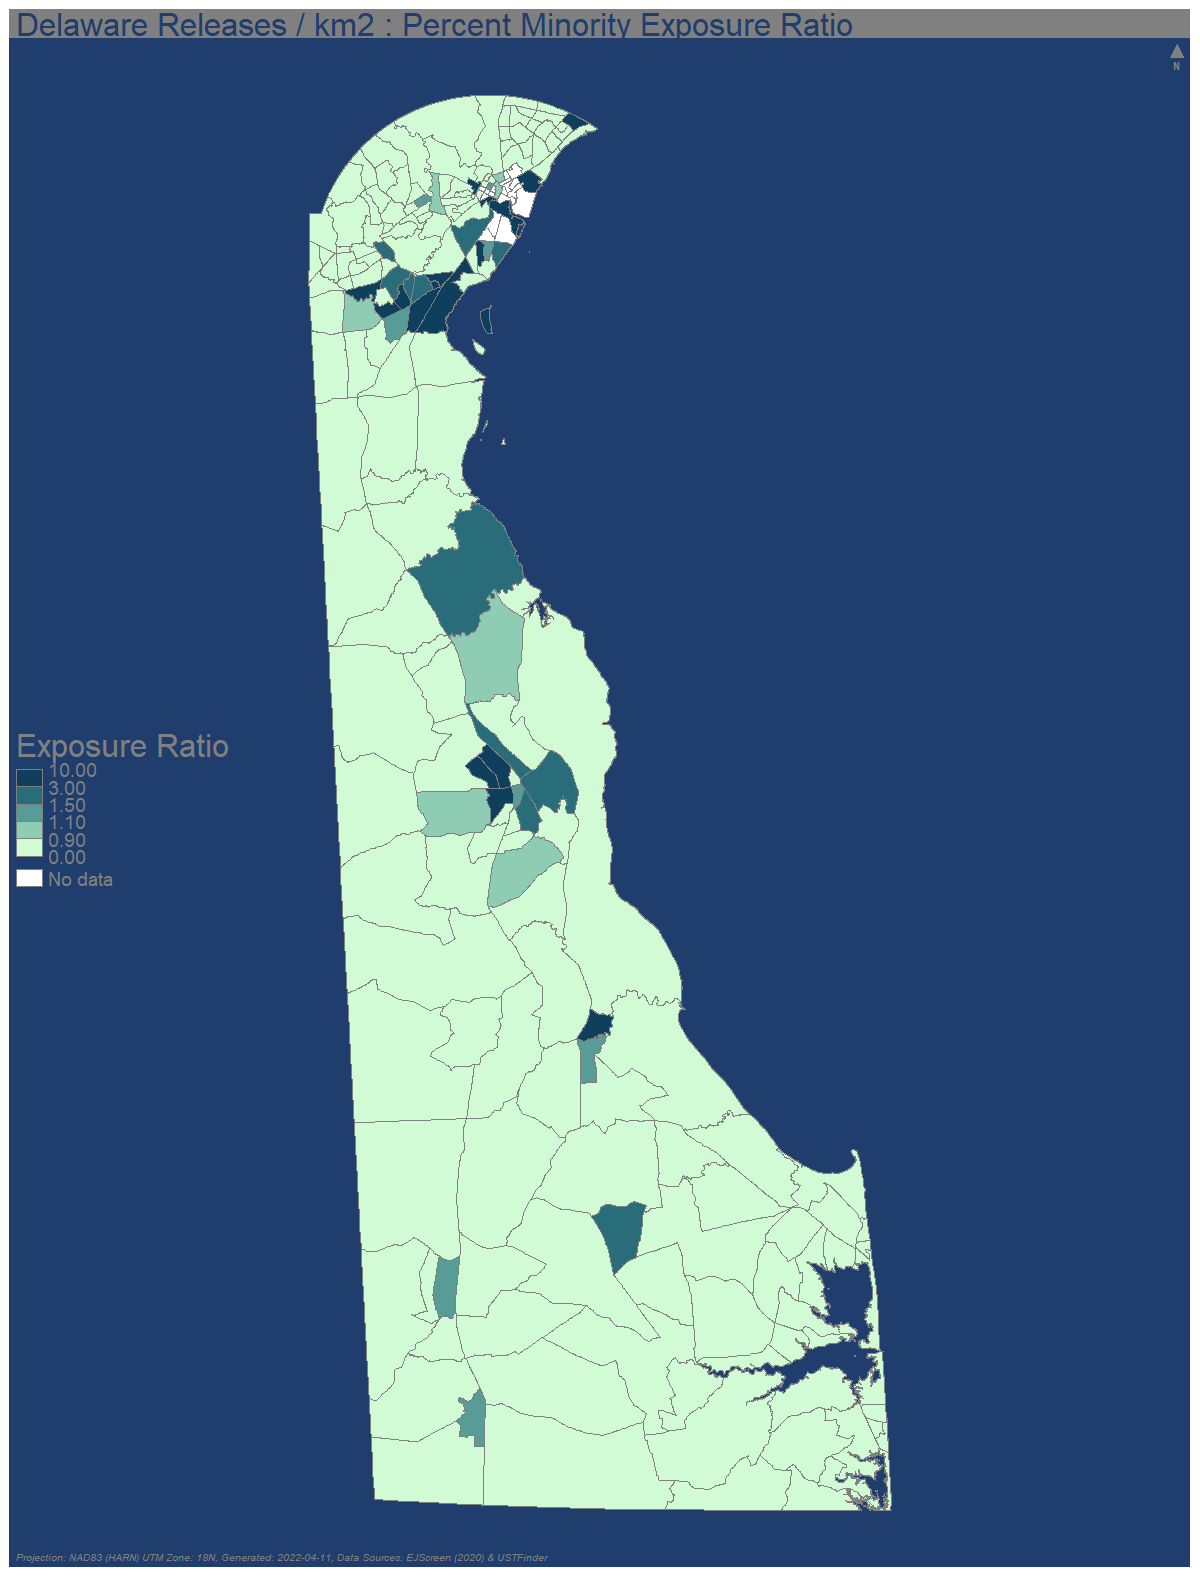 Delaware Releases / km2 : Percent Minority Exposure Ratio
N
Exposure Ratio
10.00
3.00
1.50
1.10
0.90
0.00
No data
Projection: NAD83 (HARN) UTM Zone: 18N, Generated: 2022-04-11, Data Sources: EJScreen (2020) & USTFinder